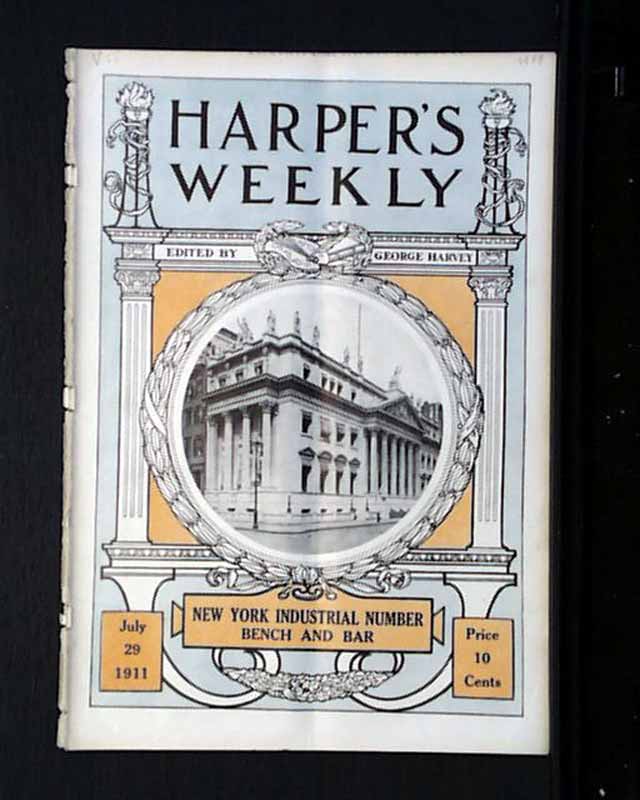 HARPER'S
WEEKLY
EDITED BY GEORGE HARVEY
NEW YORK INDUSTRIAL NUMBER
BENCH AND BAR
July
29
1911
Price
10
Cents